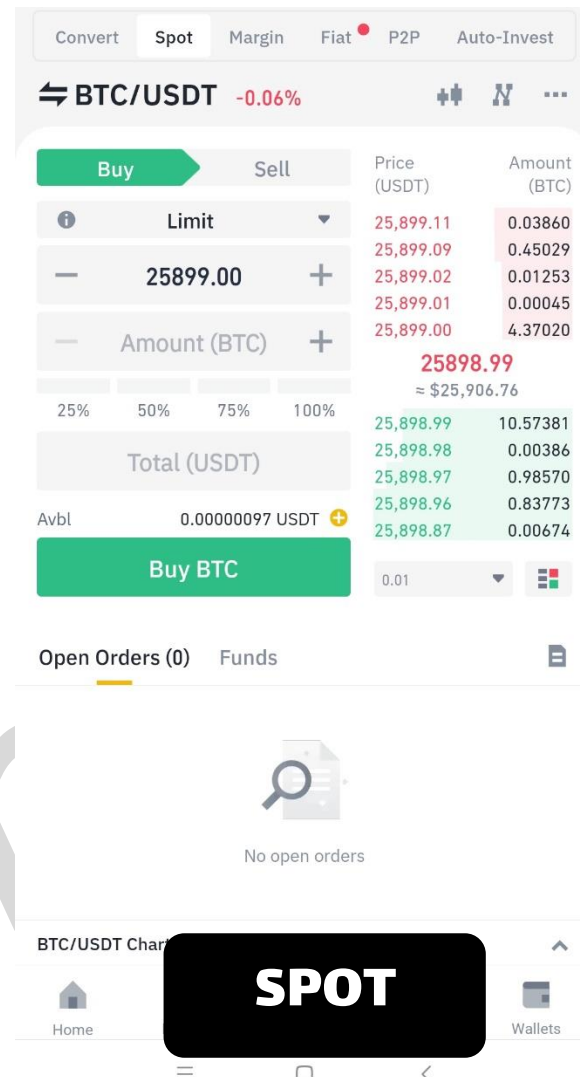 Convert Spot Margin Fiat P2P Auto-Invest
BTC/USDT -0.06%
Buy Sell
Limit
25899.00
Amount (BTC)
25% 50% 75% 100%
Total (USDT)
Avbl 0.00000097 USDT
Buy BTC
Price (USDT) Amount (BTC)
25,899.11 0.03860
25,899.09 0.45029
25,899.02 0.01253
25,899.01 0.00045
25,899.00 4.37020
25898.99
≈ $25,906.76
25,898.99 10.57381
25,898.98 0.00386
25,898.97 0.98570
25,898.96 0.83773
25,898.87 0.00674
0.01
Open Orders (0) Funds
No open orders
BTC/USDT Chart
SPOT
Home Wallets